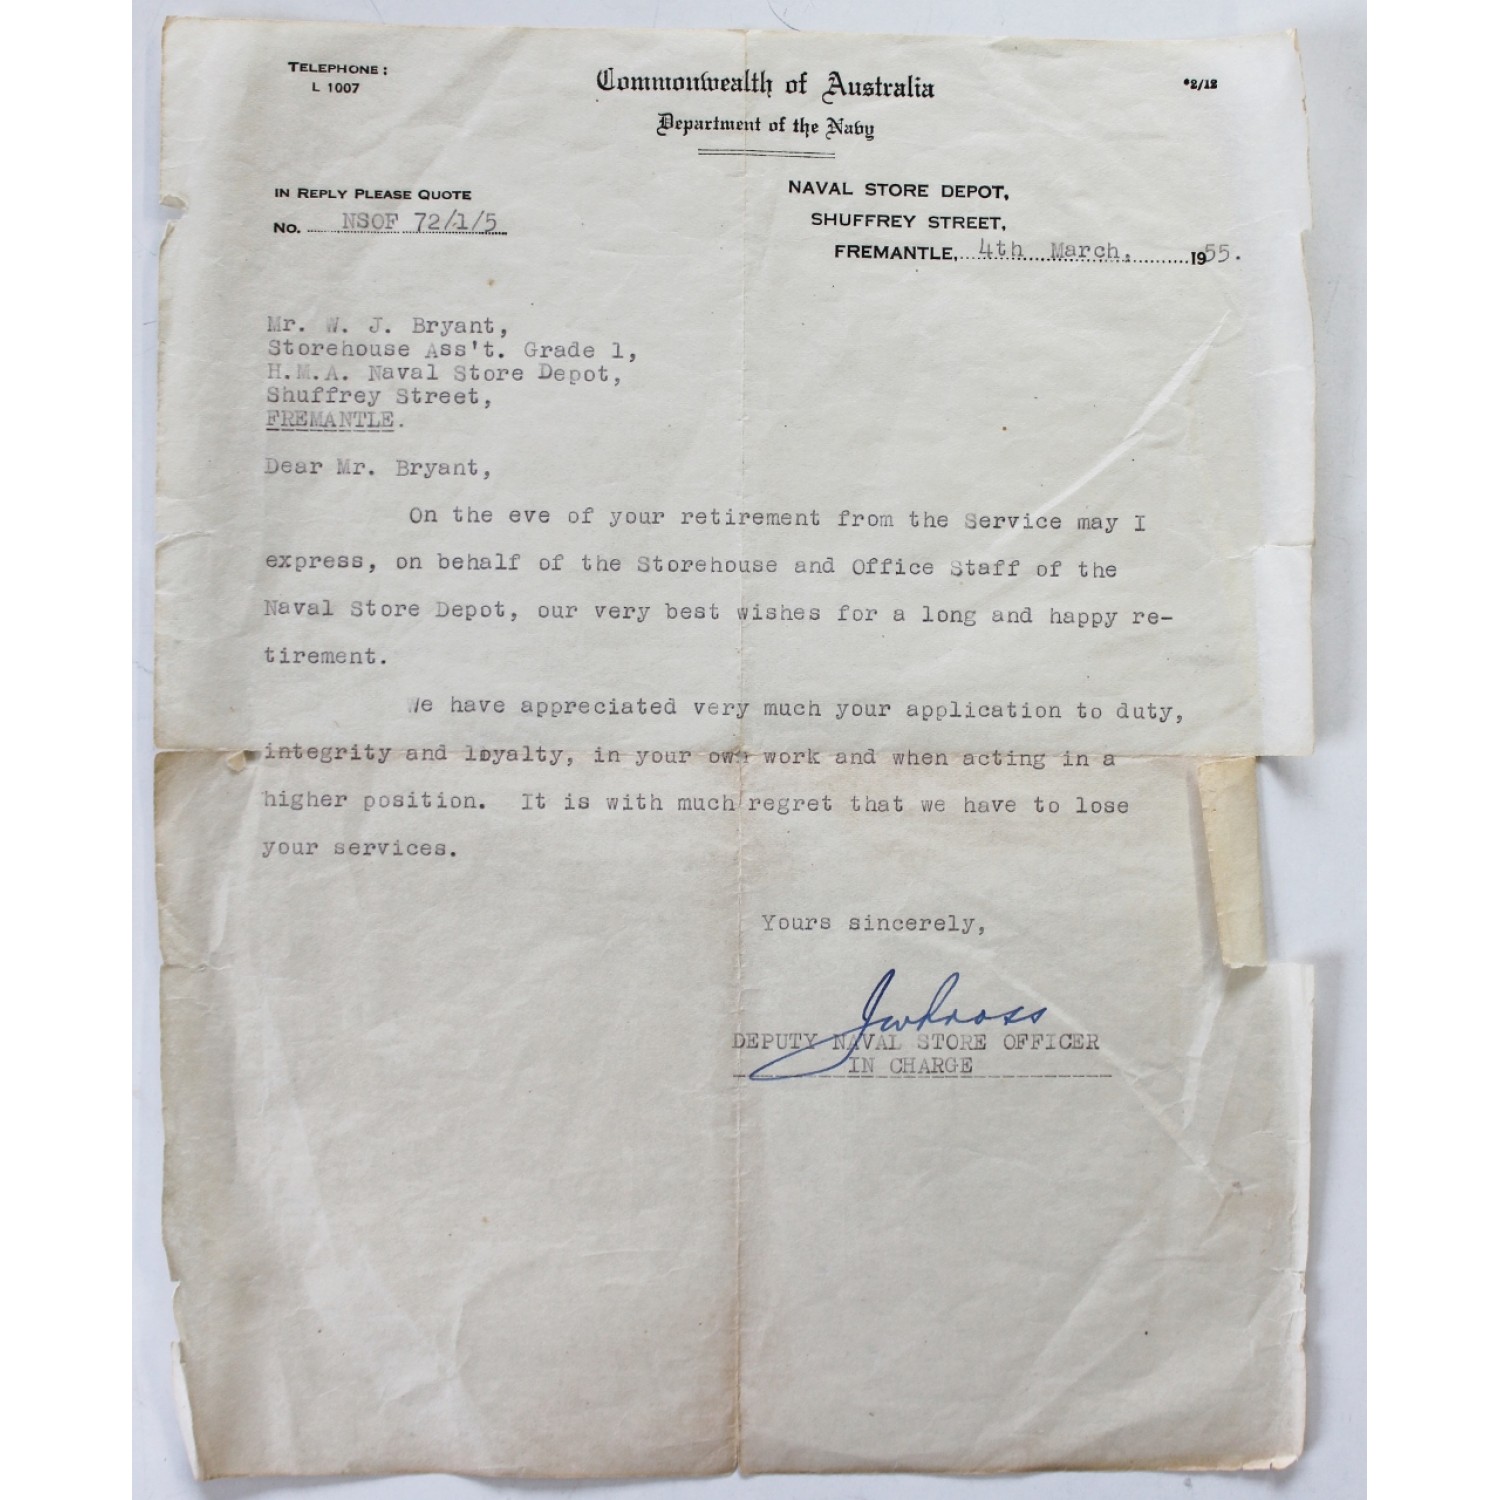 TELEPHONE:
L 1007
Commonwealth of Australia
Department of the Navy
IN REPLY PLEASE QUOTE
No. NSOF 72/1/5
NAVAL STORE DEPOT,
SHUFFREY STREET,
FREMANTLE, 4th March, 1955.
Mr. W. J. Bryant,
Storehouse Ass't. Grade 1,
H.M.A. Naval Store Depot,
Shuffrey Street,
FREMANTLE.
Dear Mr. Bryant,
On the eve of your retirement from the Service may I
express, on behalf of the Storehouse and Office Staff of the
Naval Store Depot, our very best wishes for a long and happy re-
tirement.
We have appreciated very much your application to duty,
integrity and loyalty, in your own work and when acting in a
higher position. It is with much regret that we have to lose
your services.
Yours sincerely,
DEPUTY NAVAL STORE OFFICER
IN CHARGE